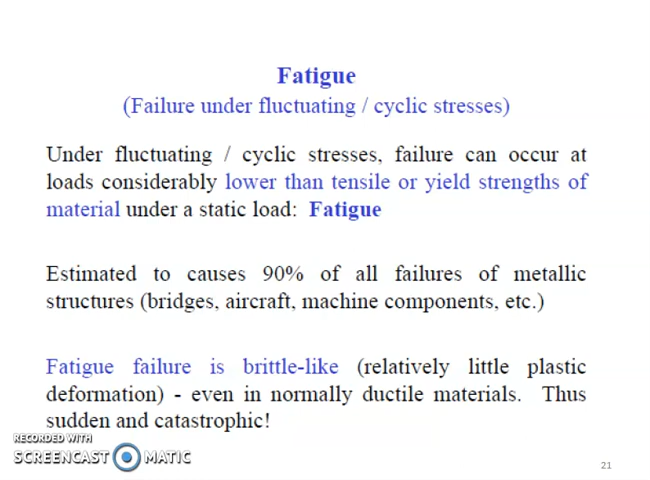 Fatigue
(Failure under fluctuating / cyclic stresses)
Under fluctuating / cyclic stresses, failure can occur at
loads considerably lower than tensile or yield strengths of
material under a static load: Fatigue
Estimated to causes 90% of all failures of metallic
structures (bridges, aircraft, machine components, etc.)
Fatigue failure is brittle-like (relatively little plastic
deformation) - even in normally ductile materials. Thus
sudden and catastrophic!
RECORDED WITH
SCREENCAST MATIC
21